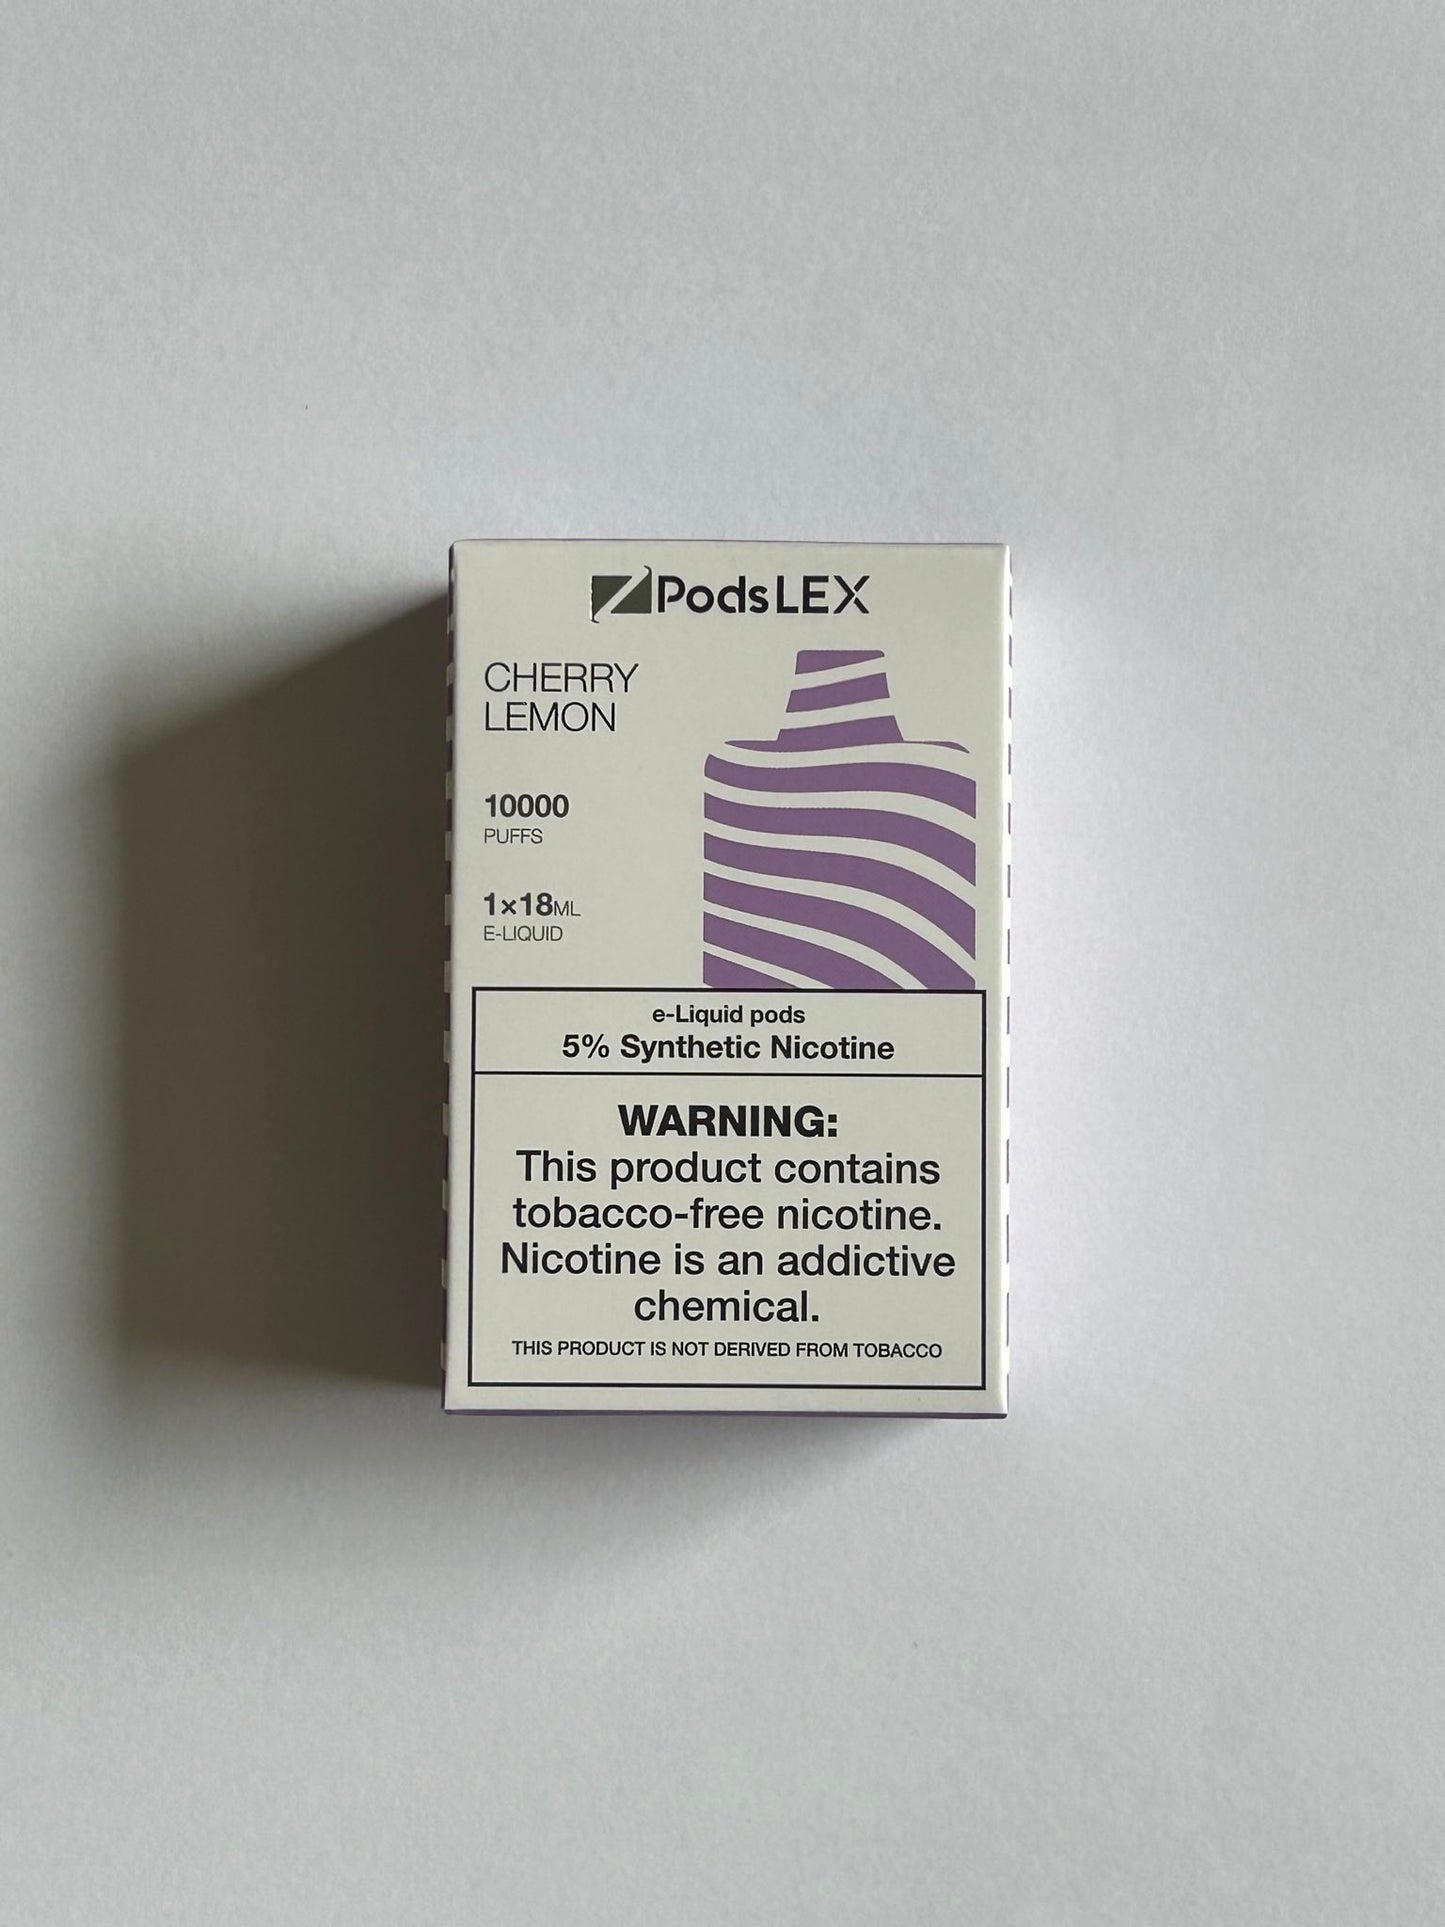 PodsLEX
CHERRY
LEMON
10000
PUFFS
1×18ML
E-LIQUID
e-Liquid pods
5% Synthetic Nicotine
WARNING:
This product contains
tobacco-free nicotine.
Nicotine is an addictive
chemical.
THIS PRODUCT IS NOT DERIVED FROM TOBACCO